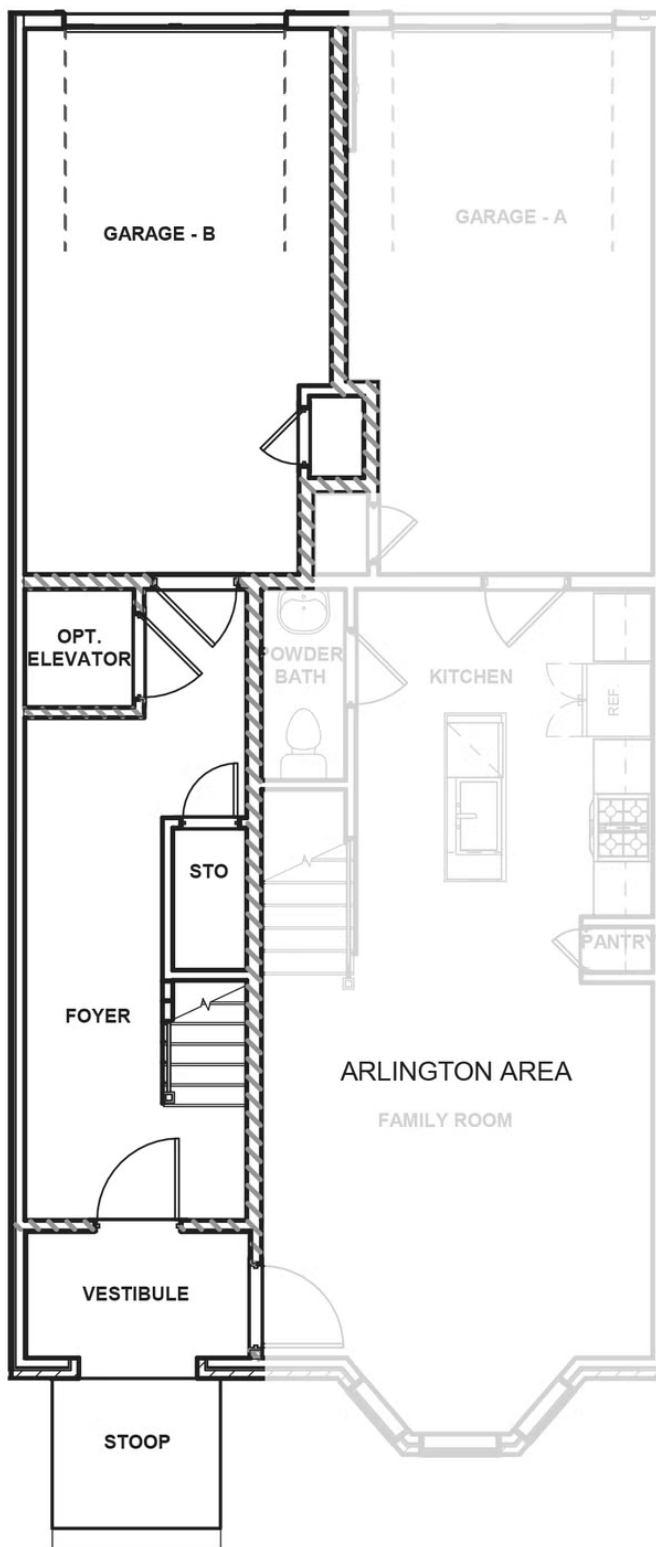 GARAGE - A
GARAGE - B
OPT.
ELEVATOR
POWDER
BATH
KITCHEN
REF.
STO
PANTRY
FOYER
ARLINGTON AREA
FAMILY ROOM
VESTIBULE
STOOP